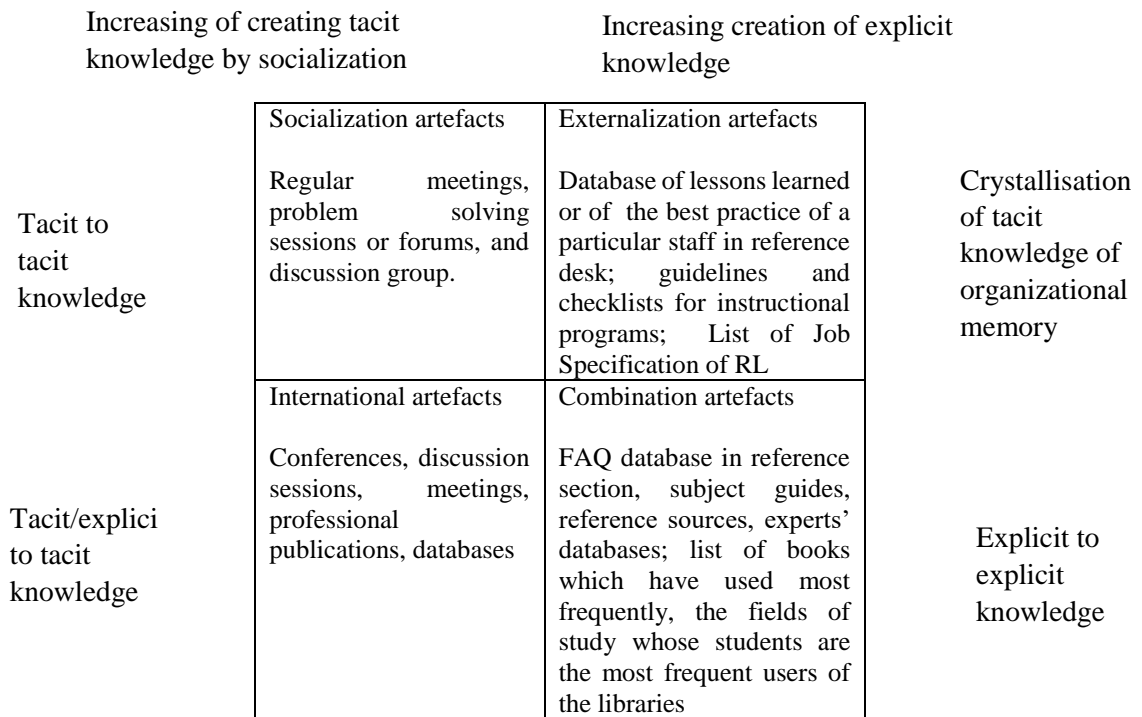 Increasing of creating tacit
knowledge by socialization
Increasing creation of explicit
knowledge
Tacit to
tacit
knowledge
Socialization artefacts
Regular meetings,
problem solving
sessions or forums, and
discussion group.
Externalization artefacts
Database of lessons learned
or of the best practice of a
particular staff in reference
desk; guidelines and
checklists for instructional
programs; List of Job
Specification of RL
Crystallisation
of tacit
knowledge of
organizational
memory
Tacit/explici
to tacit
knowledge
International artefacts
Conferences, discussion
sessions, meetings,
professional
publications, databases
Combination artefacts
FAQ database in reference
section, subject guides,
reference sources, experts’
databases; list of books
which have used most
frequently, the fields of
study whose students are
the most frequent users of
the libraries
Explicit to
explicit
knowledge